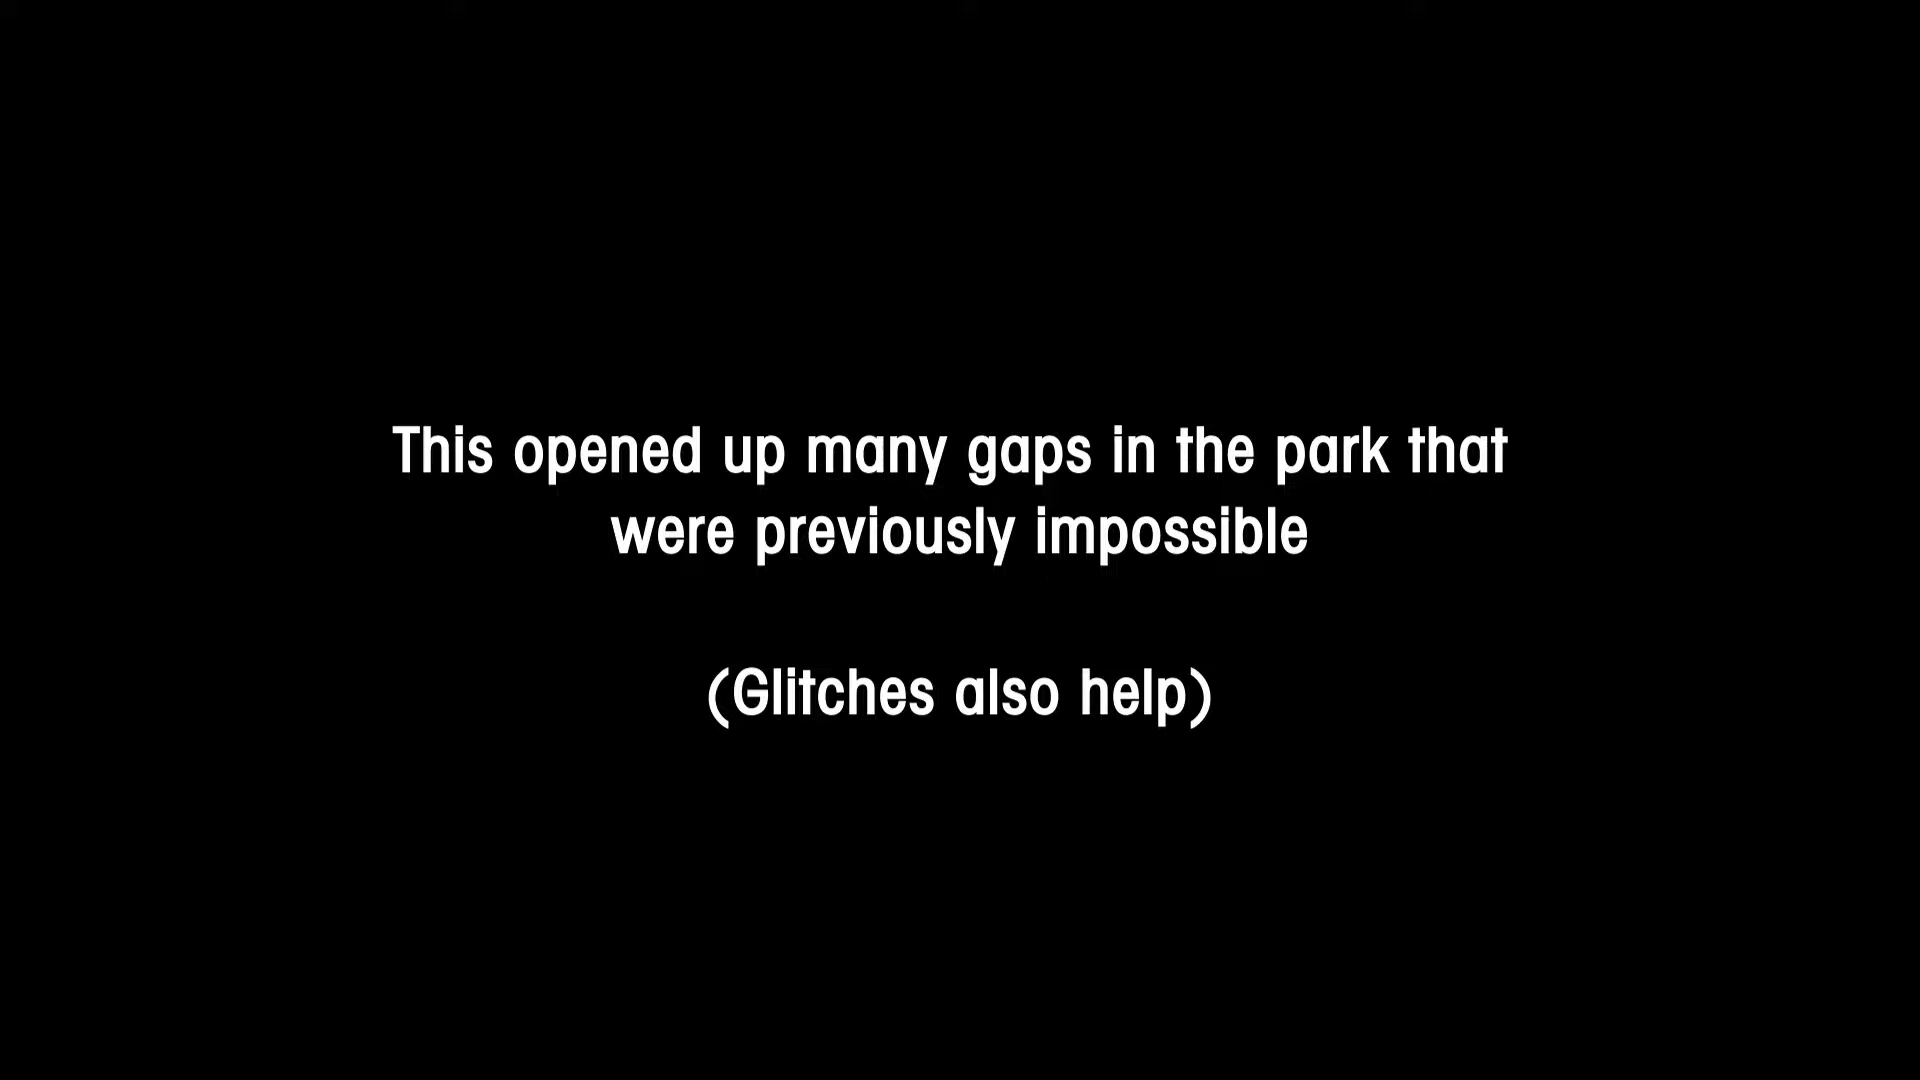 This opened up many gaps in the park that
were previously impossible
(Glitches also help)